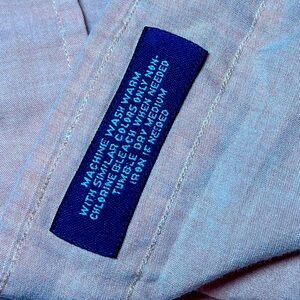 MACHINE WASH WARM
WITH SIMILAR COLORS ONLY NON-
CHLORINE BLEACH WHEN NEEDED
TUMBLE DRY MEDIUM
IRON IF NEEDED